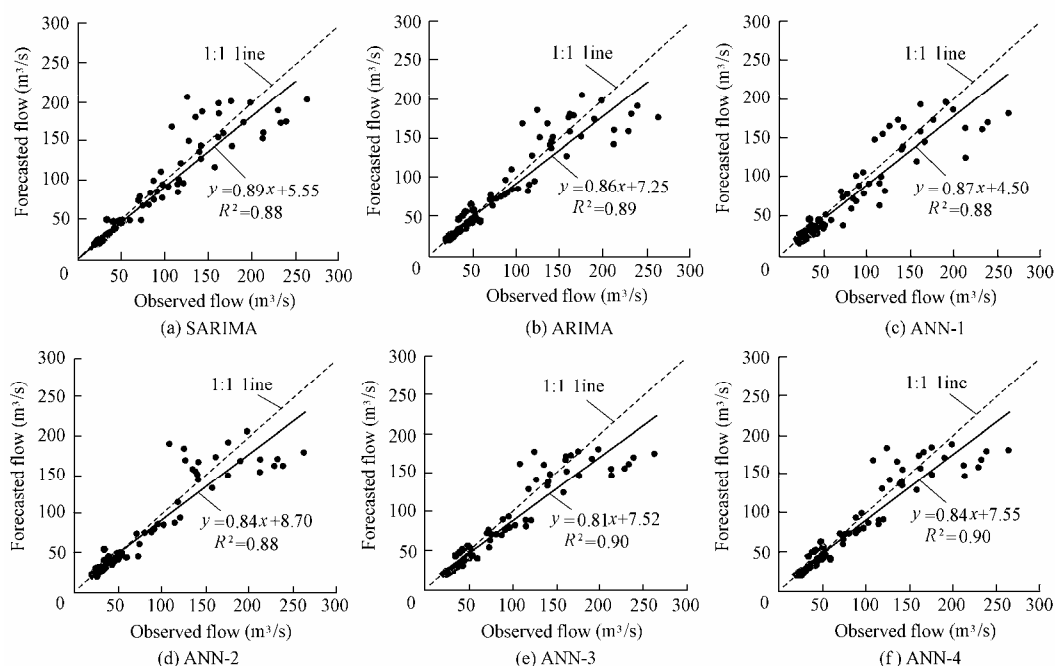 Forecasted flow (m³/s)
300
250
200
150
100
50
0
50 100 150 200 250 300
1:1 line
y=0.89x+5.55
R²=0.88
Observed flow (m³/s)
(a) SARIMA
Forecasted flow (m³/s)
300
250
200
150
100
50
0
50 100 150 200 250 300
1:1 line
y=0.86x+7.25
R²=0.89
Observed flow (m³/s)
(b) ARIMA
Forecasted flow (m³/s)
300
250
200
150
100
50
0
50 100 150 200 250 300
1:1 line
y=0.87x+4.50
R²=0.88
Observed flow (m³/s)
(c) ANN-1
Forecasted flow (m³/s)
300
250
200
150
100
50
0
50 100 150 200 250 300
1:1 line
y=0.84x+8.70
R²=0.88
Observed flow (m³/s)
(d) ANN-2
Forecasted flow (m³/s)
300
250
200
150
100
50
0
50 100 150 200 250 300
1:1 line
y=0.81x+7.52
R²=0.90
Observed flow (m³/s)
(e) ANN-3
Forecasted flow (m³/s)
300
250
200
150
100
50
0
50 100 150 200 250 300
1:1 line
y=0.84x+7.55
R²=0.90
Observed flow (m³/s)
(f) ANN-4